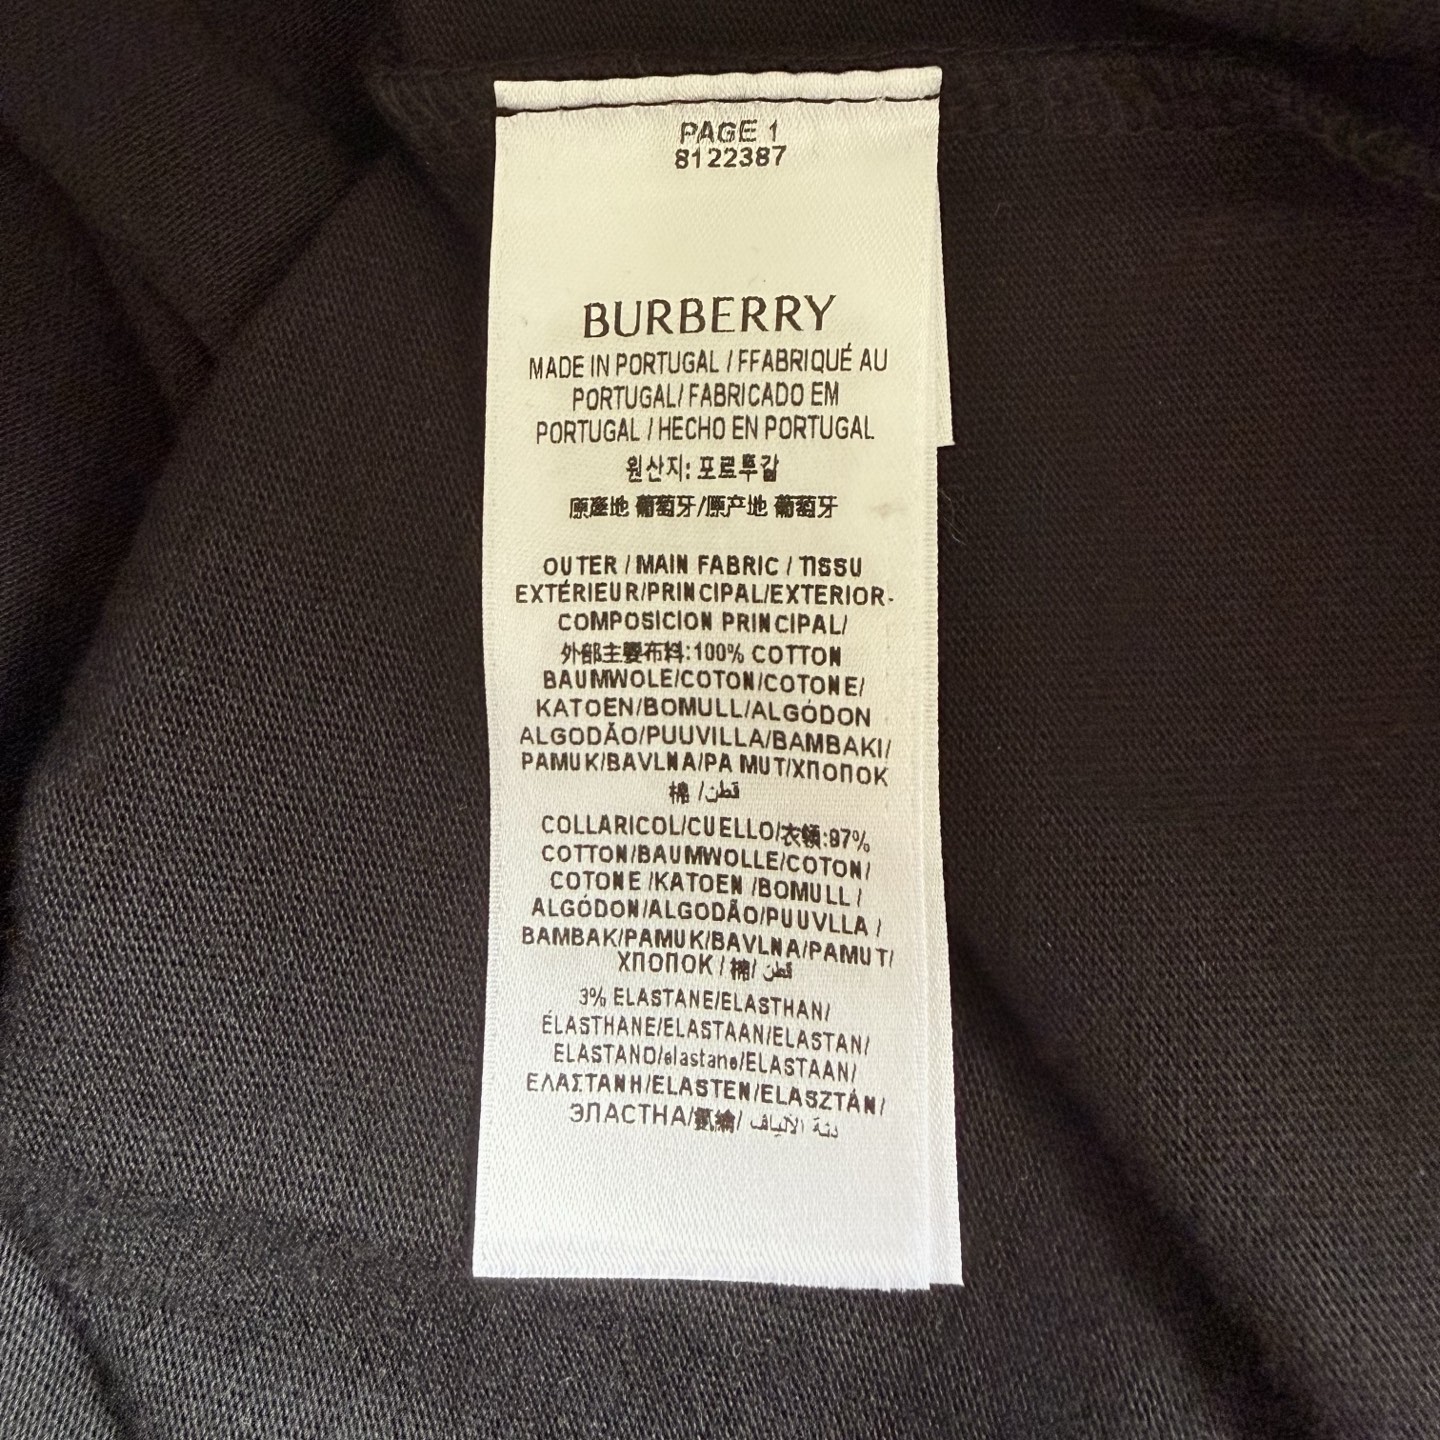 PAGE 1
8122387
BURBERRY
MADE IN PORTUGAL / FFABRIQUÉ AU
PORTUGAL/ FABRICADO EM
PORTUGAL / HECHO EN PORTUGAL
원산지: 포르투갈
原產地 葡萄牙/原产地 葡萄牙
OUTER / MAIN FABRIC / TISSU
EXTÉRIEUR/PRINCIPAL/EXTERIOR-
COMPOSICION PRINCIPAL/
外部主要布料:100% COTTON
BAUMWOLE/COTON/COTONE/
KATOEN/BOMULL/ALGÓDON
ALGODÃO/PUUVILLA/BAMBAKI/
PAMUK/BAVLNA/PA MUT/ХПОПОК
棉 /قطن
COLLARICOL/CUELLO/衣領:97%
COTTON/BAUMWOLLE/COTON/
COTONE /KATOEN /BOMULL /
ALGÓDON/ALGODÃO/PUUVLLA /
BAMBAK/PAMUK/BAVLNA/PAMUT/
ХПОПОК / 棉/ قطن
3% ELASTANE/ELASTHAN/
ÉLASTHANE/ELASTAAN/ELASTAN/
ELASTANO/elastane/ELASTAAN/
ΕΛΑΣΤΑΝΗ/ELASTEN/ELASZTÁN/
ЭПАСТНА/ الألياف